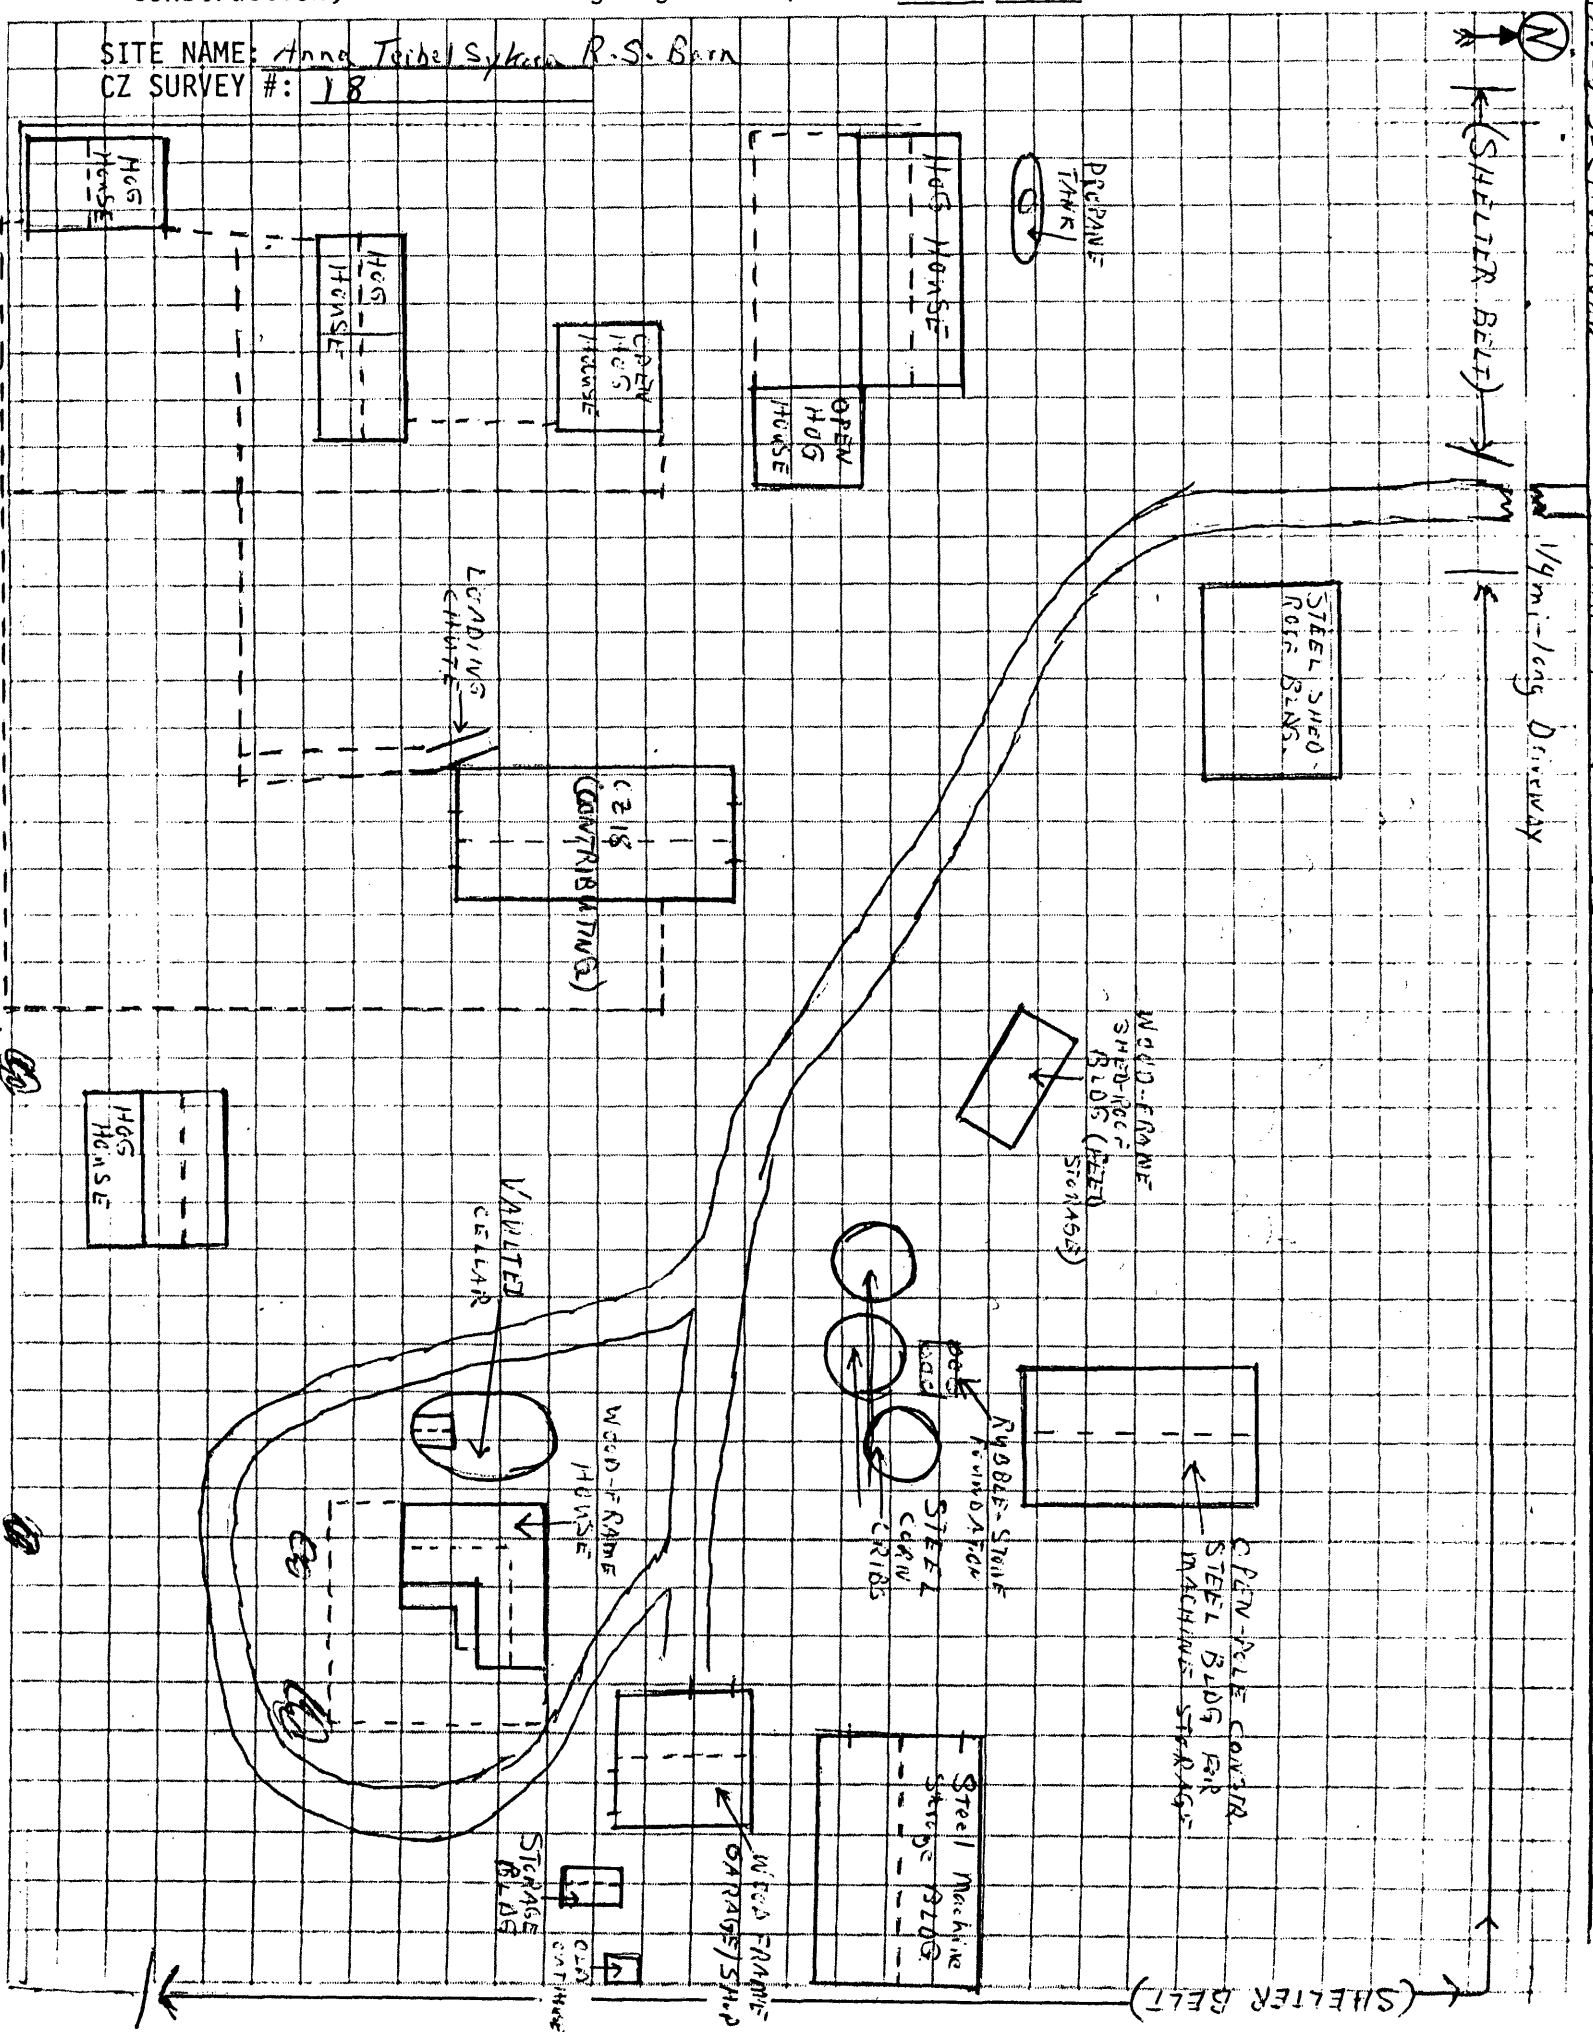 SITE NAME: Anna Teibel Sykora R.S. Barn
CZ SURVEY #: 18
N
(SHELTER BELT)
1/4 mi-long Driveway
PROPANE
TANK
HOG HOUSE
OPEN
HOG
HOUSE
OPEN
HOG
HOUSE
HOG
HOUSE
HOG
HOUSE
STEEL SHED-
ROOF BLDG.
LOADING
CHUTE
CZ 18
(CONTRIBUTING)
WOOD-FRAME
SHED-ROOF
BLDG (FEED
STORAGE)
HOG
HOUSE
VAULTED
CELLAR
WOOD-FRAME
HOUSE
RUBBLE-STONE
FOUNDATION
STEEL
CORN
CRIBS
OPEN-POLE CONSTR
STEEL BLDG FOR
MACHINE STORAGE
Steel Machine
Storage BLDG.
WOOD FRAME
GARAGE/SHOP
STORAGE
BLDG
OLD
OUTHOUSE
(SHELTER BELT)